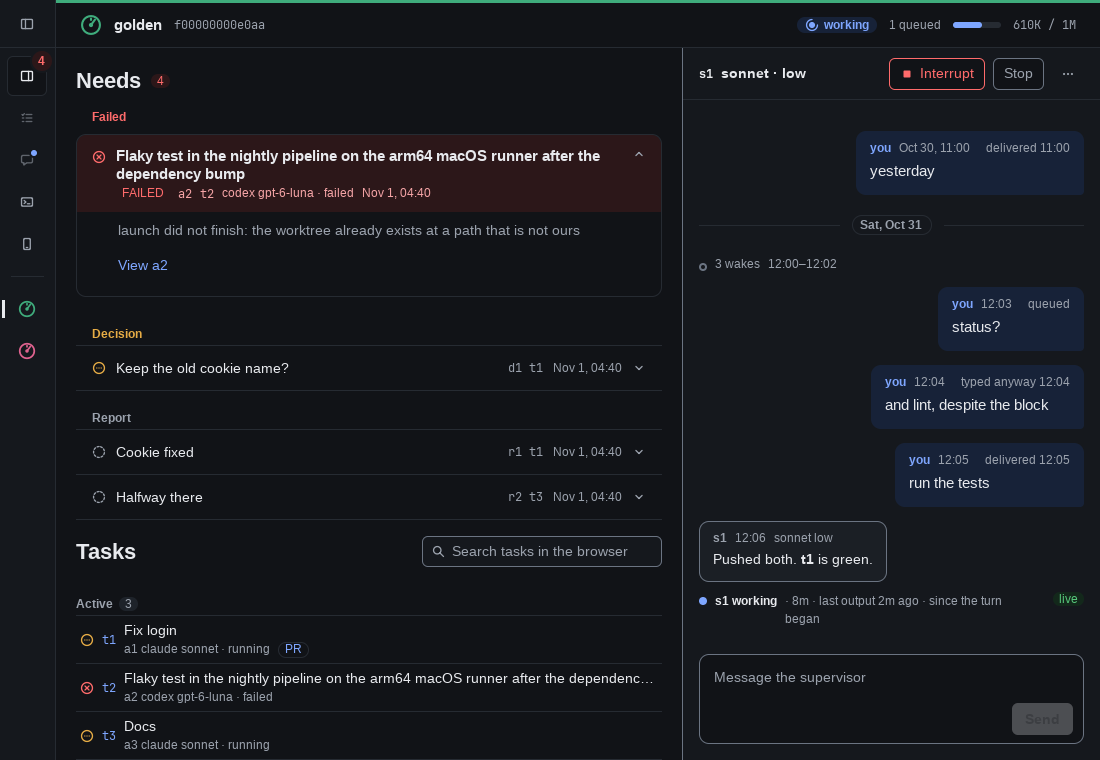 golden f00000000e0aa
working 1 queued 610K / 1M
4
Needs 4
Failed
Flaky test in the nightly pipeline on the arm64 macOS runner after the
dependency bump
FAILED a2 t2 codex gpt-6-luna · failed Nov 1, 04:40
launch did not finish: the worktree already exists at a path that is not ours
View a2
Decision
Keep the old cookie name? d1 t1 Nov 1, 04:40
Report
Cookie fixed r1 t1 Nov 1, 04:40
Halfway there r2 t3 Nov 1, 04:40
Tasks
Search tasks in the browser
Active 3
t1 Fix login
a1 claude sonnet · running PR
t2 Flaky test in the nightly pipeline on the arm64 macOS runner after the dependenc…
a2 codex gpt-6-luna · failed
t3 Docs
a3 claude sonnet · running
s1 sonnet · low Interrupt Stop ···
you Oct 30, 11:00 delivered 11:00
yesterday
Sat, Oct 31
3 wakes 12:00–12:02
you 12:03 queued
status?
you 12:04 typed anyway 12:04
and lint, despite the block
you 12:05 delivered 12:05
run the tests
s1 12:06 sonnet low
Pushed both. t1 is green.
s1 working · 8m · last output 2m ago · since the turn
began
live
Message the supervisor
Send